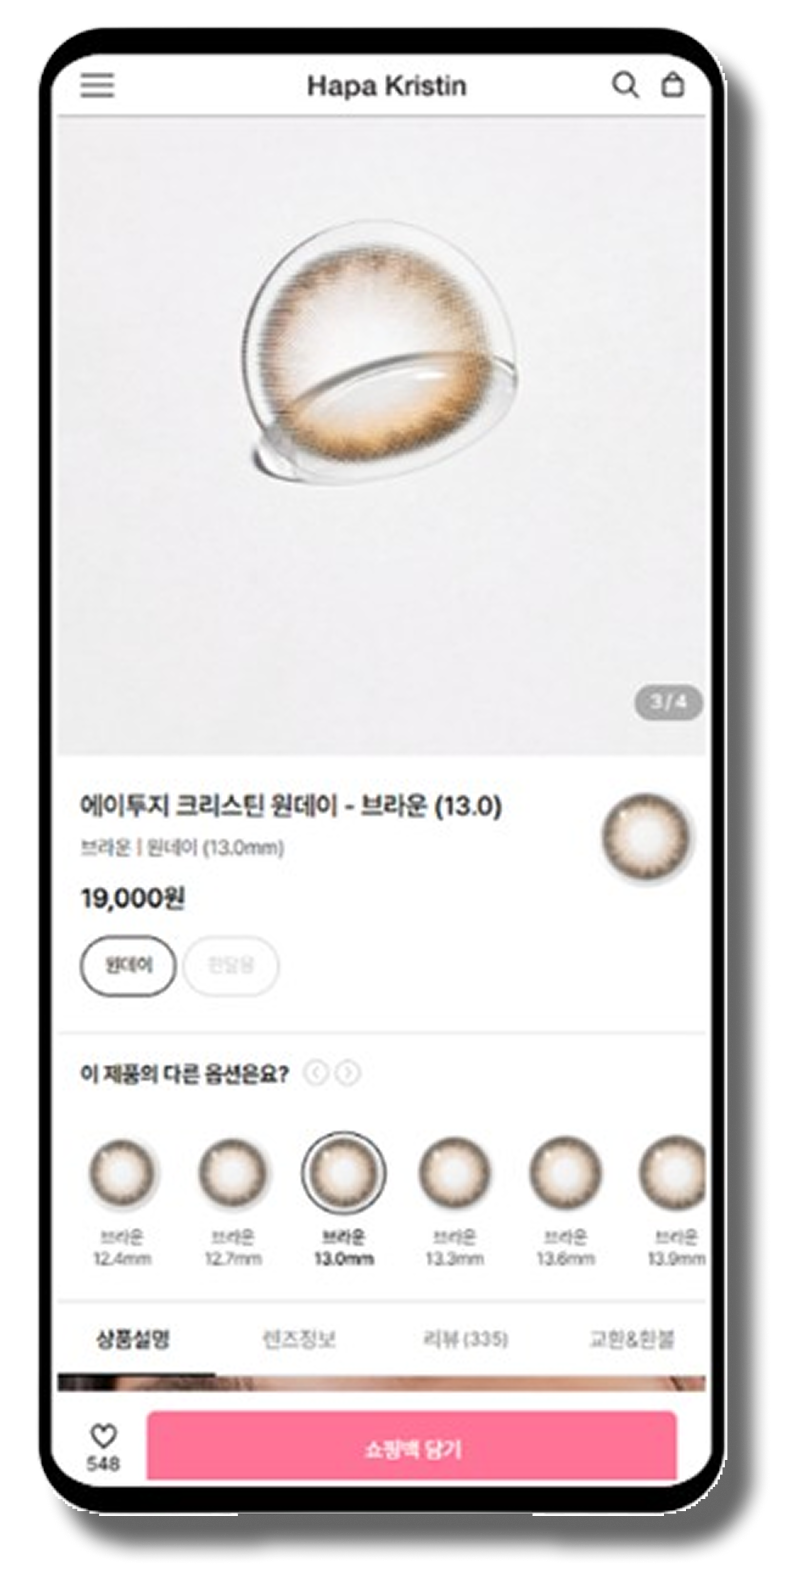 Hapa Kristin
3/4
에이투지 크리스틴 원데이 - 브라운 (13.0)
브라운 | 원데이 (13.0mm)
19,000원
원데이
한달용
이 제품의 다른 옵션은요?
브라운
12.4mm
브라운
12.7mm
브라운
13.0mm
브라운
13.3mm
브라운
13.6mm
브라운
13.9mm
상품설명
렌즈정보
리뷰 (335)
교환&환불
548
쇼핑백 담기